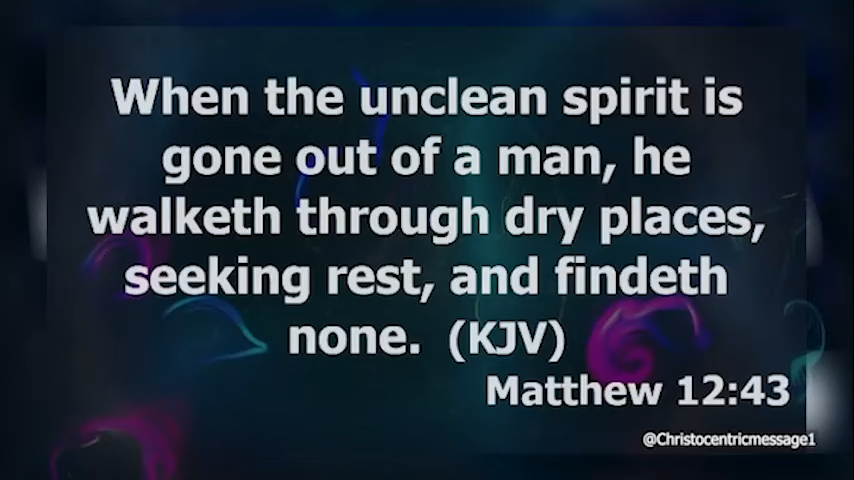 When the unclean spirit is
gone out of a man, he
walketh through dry places,
seeking rest, and findeth
none. (KJV)
Matthew 12:43
@Christocentricmessage1